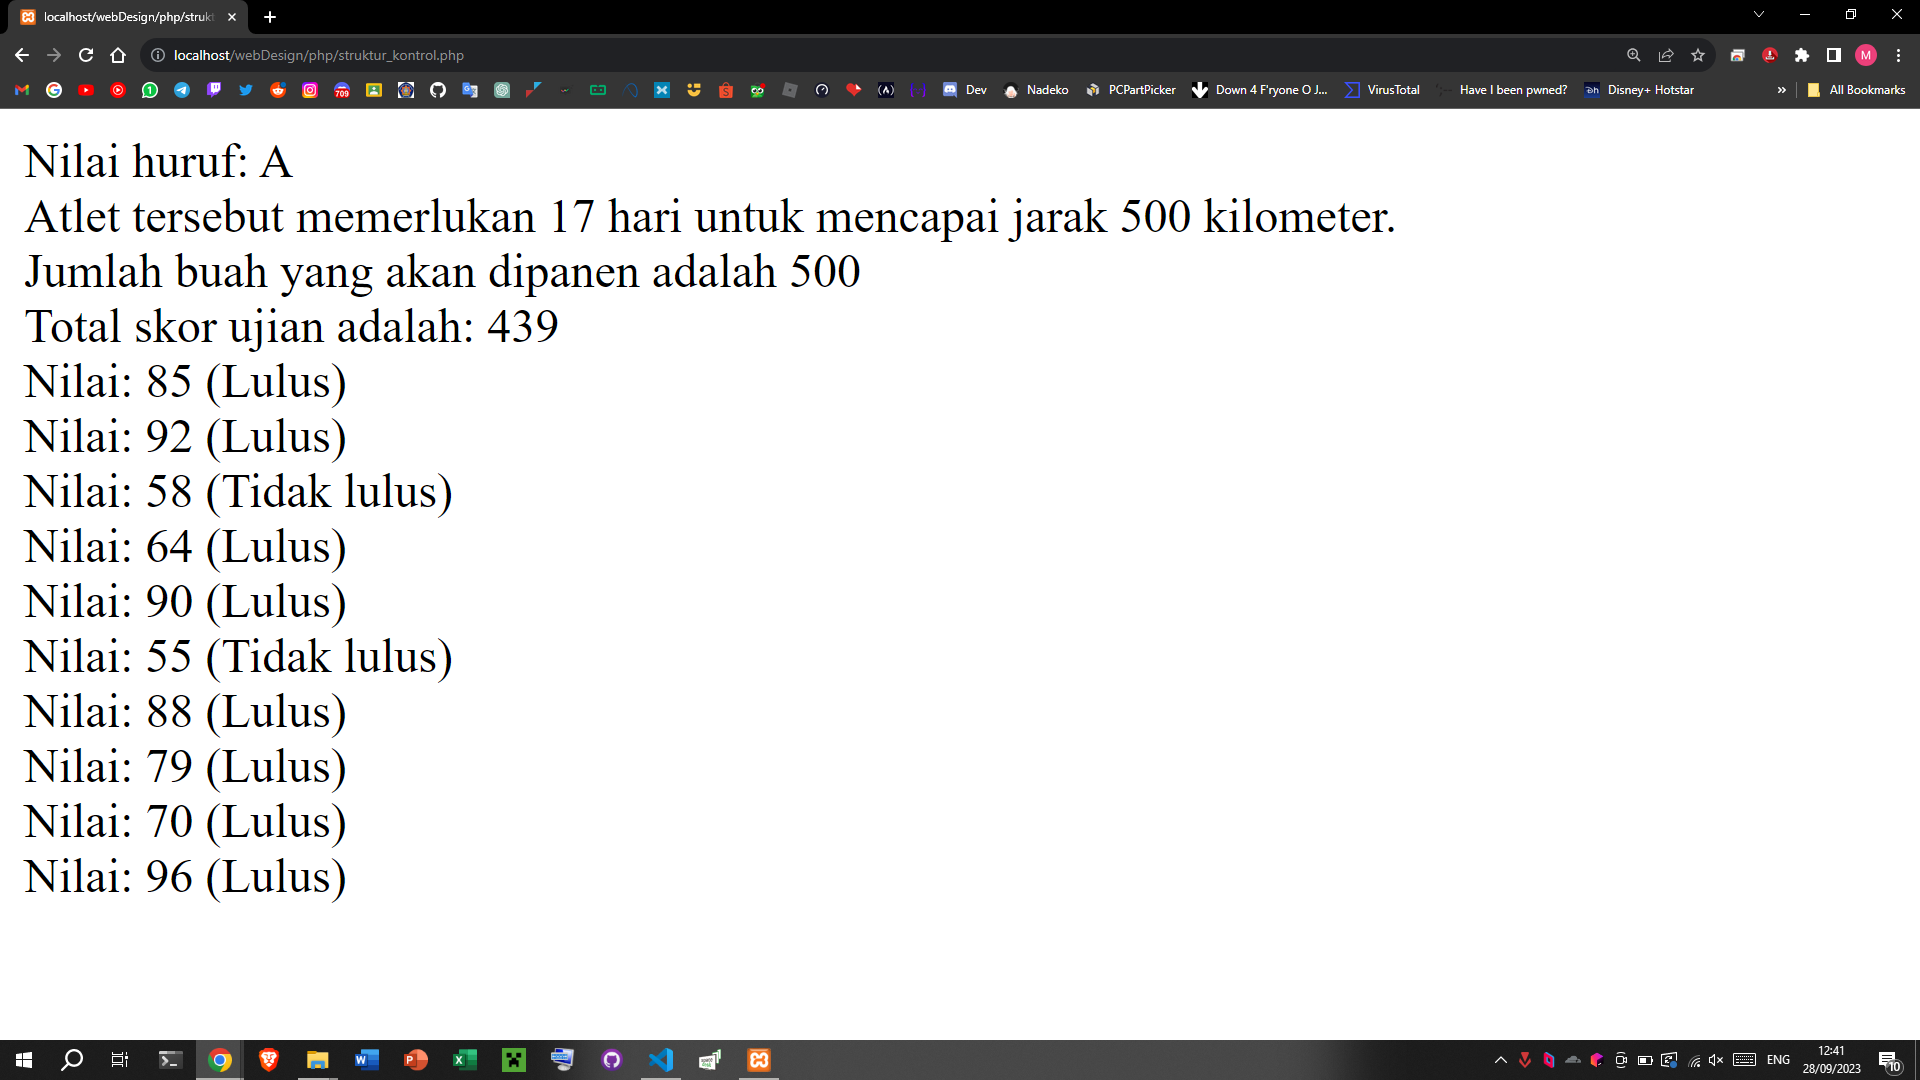 localhost/webDesign/php/strukt
localhost/webDesign/php/struktur_kontrol.php
M
1
709
Dev
Nadeko
PCPartPicker
Down 4 F'ryone O J...
VirusTotal
Have I been pwned?
Disney+ Hotstar
»
All Bookmarks
Nilai huruf: A
Atlet tersebut memerlukan 17 hari untuk mencapai jarak 500 kilometer.
Jumlah buah yang akan dipanen adalah 500
Total skor ujian adalah: 439
Nilai: 85 (Lulus)
Nilai: 92 (Lulus)
Nilai: 58 (Tidak lulus)
Nilai: 64 (Lulus)
Nilai: 90 (Lulus)
Nilai: 55 (Tidak lulus)
Nilai: 88 (Lulus)
Nilai: 79 (Lulus)
Nilai: 70 (Lulus)
Nilai: 96 (Lulus)
ENG
12:41
28/09/2023
10